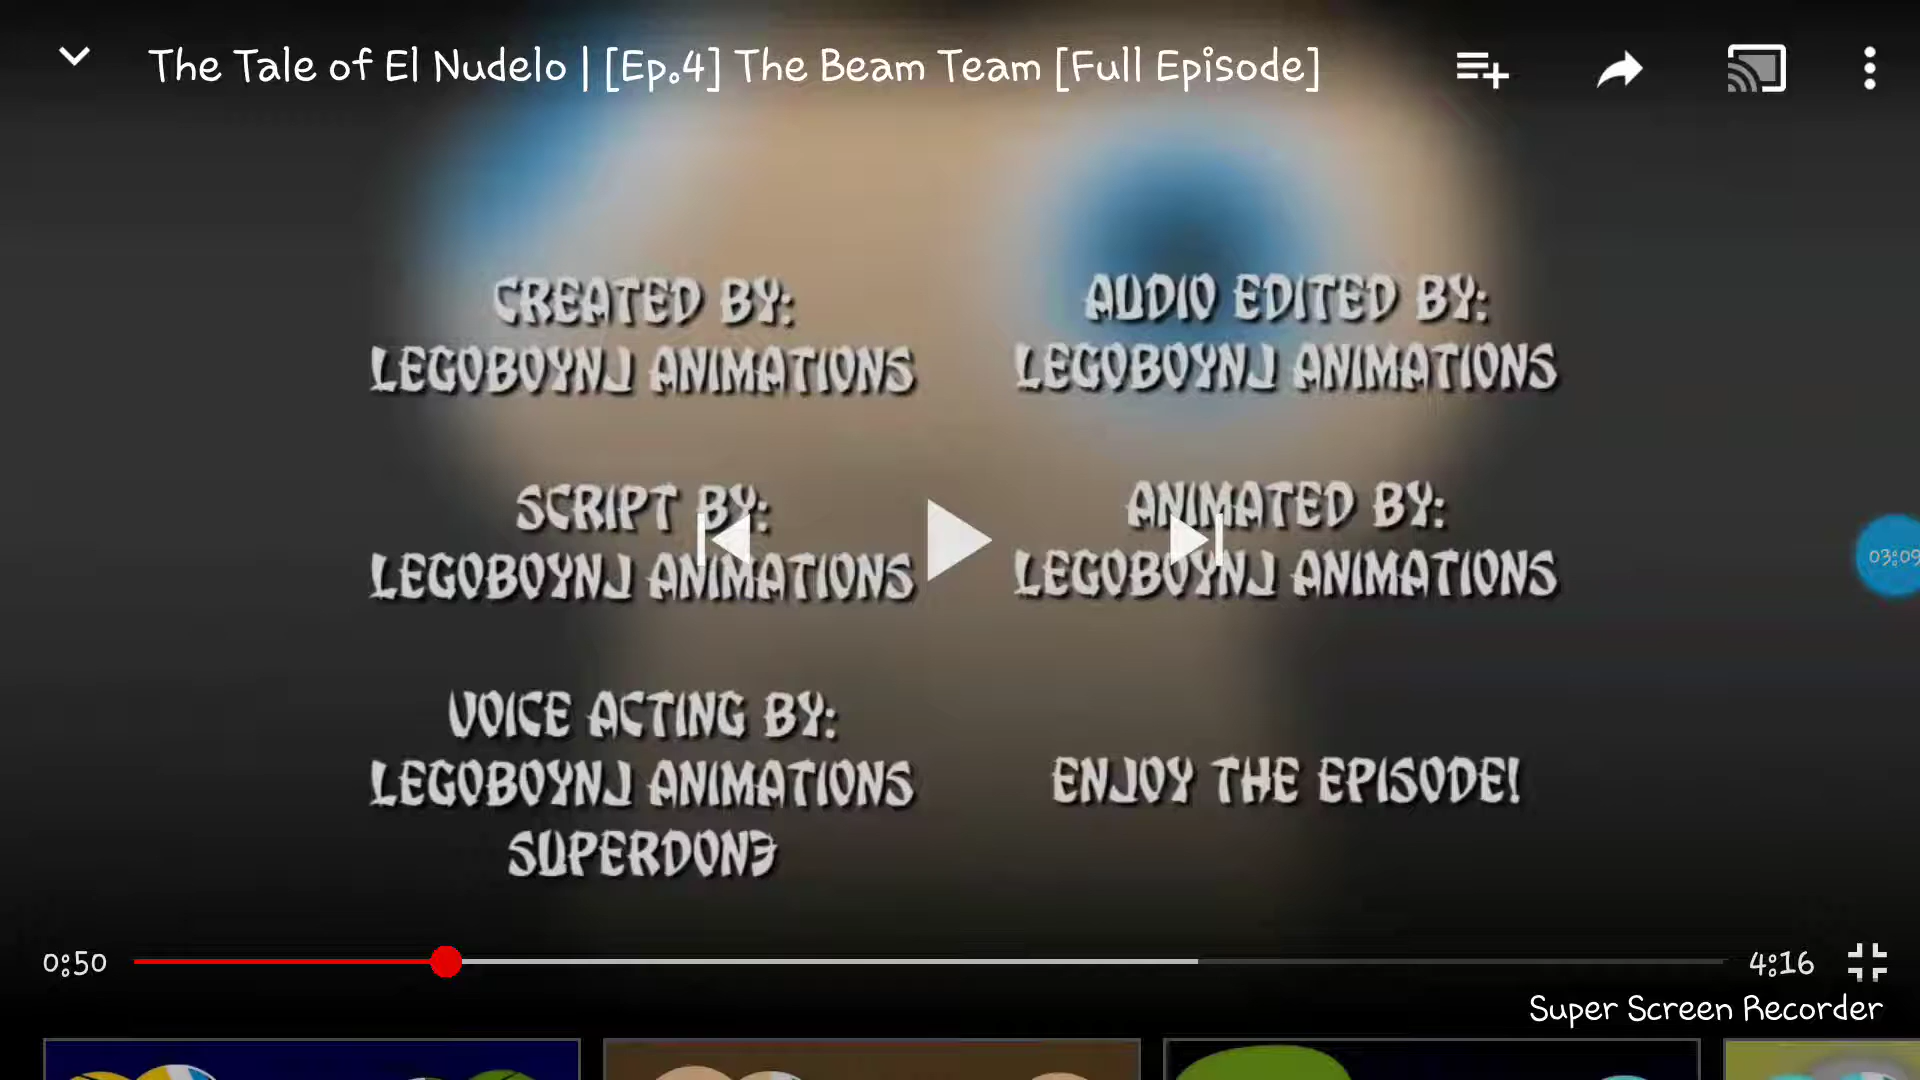 The Tale of El Nudelo | [Ep.4] The Beam Team [Full Episode]
CREATED BY:
LEGOBOYNJ ANIMATIONS
AUDIO EDITED BY:
LEGOBOYNJ ANIMATIONS
SCRIPT BY:
LEGOBOYNJ ANIMATIONS
ANIMATED BY:
LEGOBOYNJ ANIMATIONS
03:09
VOICE ACTING BY:
LEGOBOYNJ ANIMATIONS
SUPERDON3
ENJOY THE EPISODE!
0:50
4:16
Super Screen Recorder